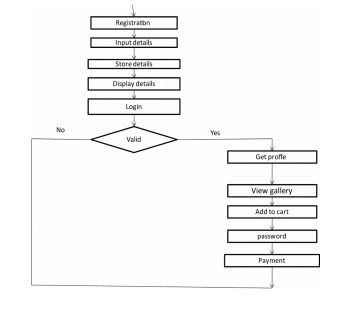 Registration
Input details
Store details
Display details
Login
No
Valid
Yes
Get profle
View gallery
Add to cart
password
Payment